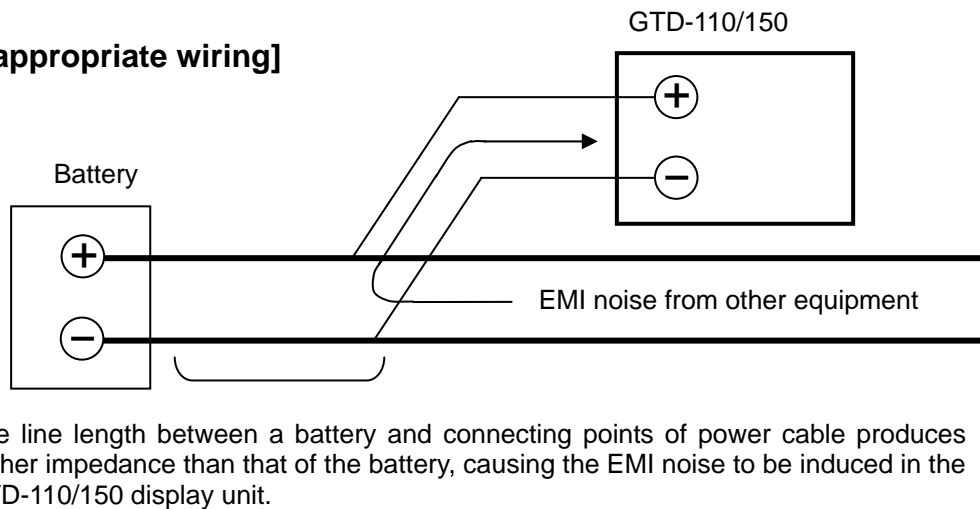 GTD-110/150
appropriate wiring]
Battery
+
+
−
−
EMI noise from other equipment
e line length between a battery and connecting points of power cable produces
her impedance than that of the battery, causing the EMI noise to be induced in the
TD-110/150 display unit.